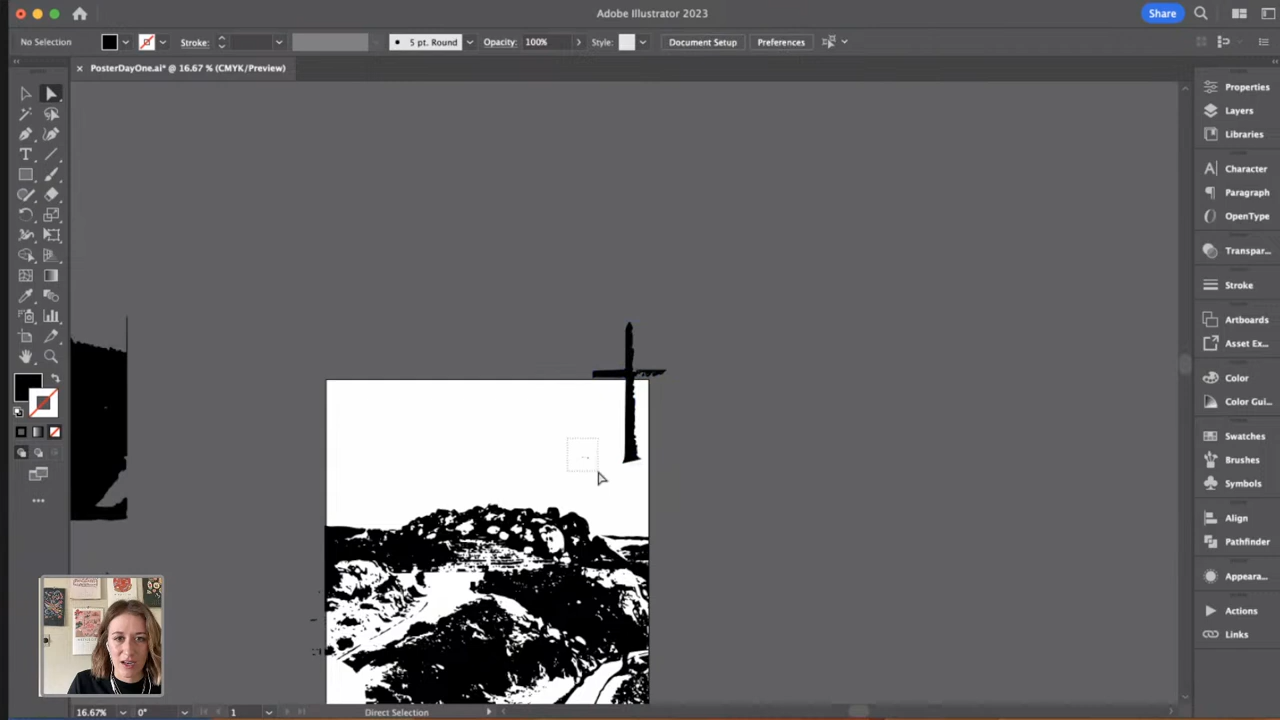 Adobe Illustrator 2023
Share
No Selection
Stroke:
5 pt. Round
Opacity: 100%
Style:
Document Setup
Preferences
× PosterDayOne.ai* @ 16.67 % (CMYK/Preview)
Properties
Layers
Libraries
Character
Paragraph
OpenType
Transpar...
Stroke
Artboards
Asset Ex...
Color
Color Gui...
Swatches
Brushes
Symbols
Align
Pathfinder
Appeara...
Actions
Links
16.67%
0°
1
Direct Selection